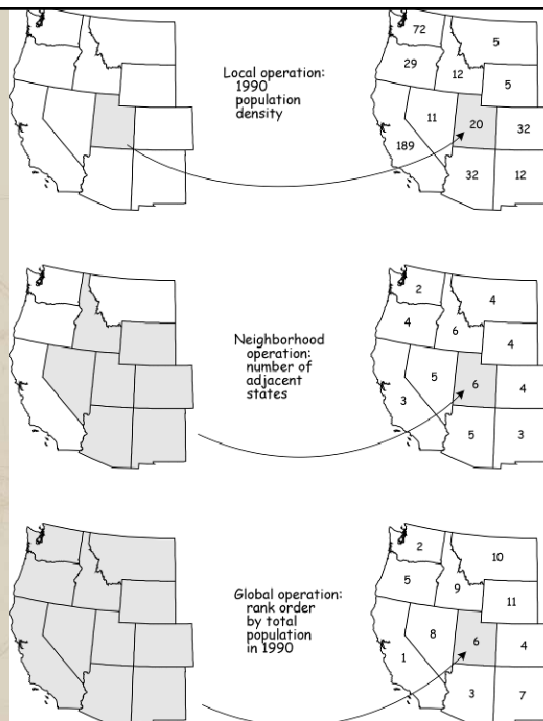 72
5
29
12
5
Local operation:
1990
population
density
11
20
32
189
32
12
2
4
4
6
4
Neighborhood
operation:
number of
adjacent
states
5
6
4
3
5
3
2
10
5
9
11
Global operation:
rank order
by total
population
in 1990
8
6
4
1
3
7